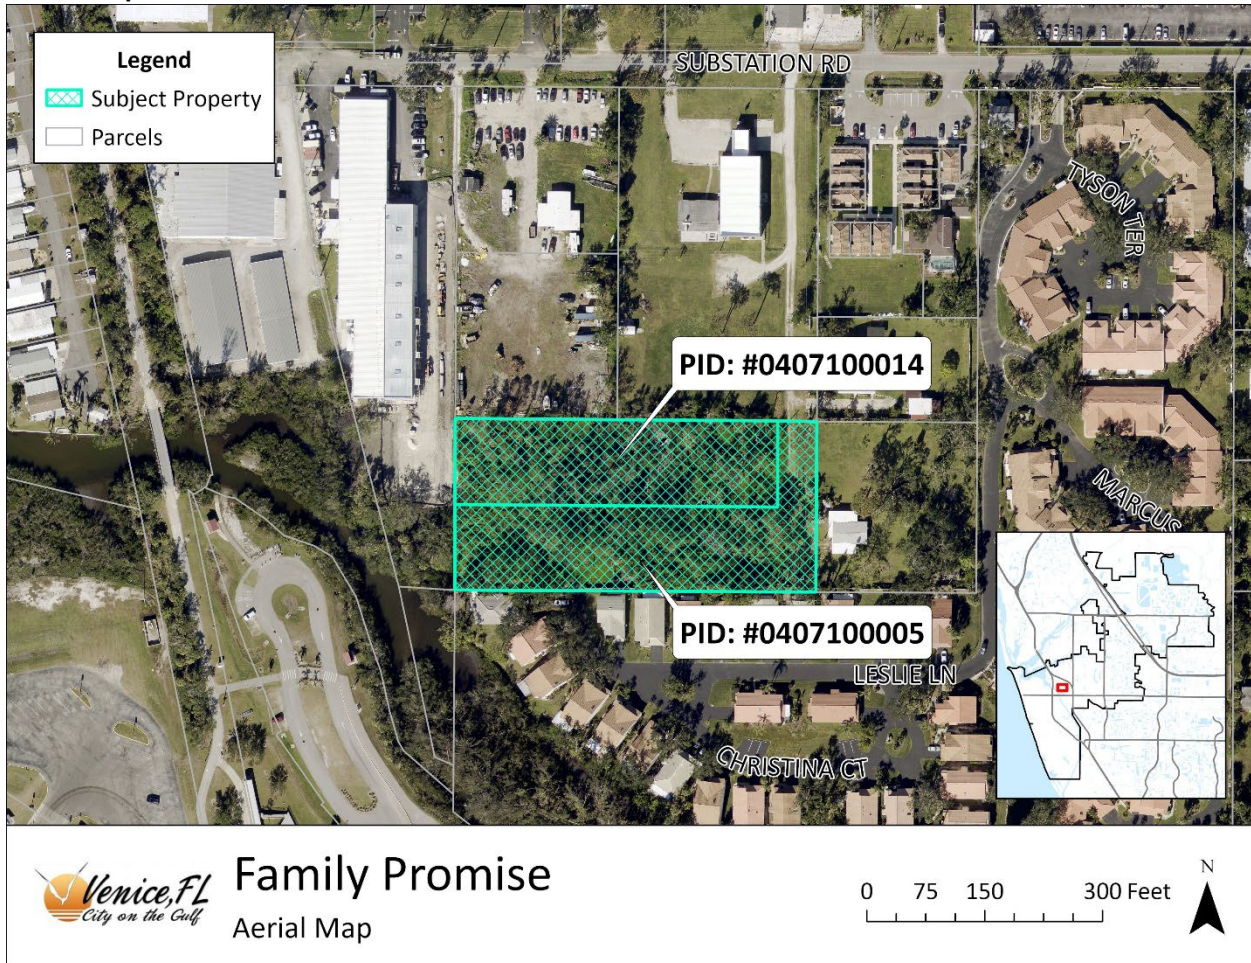 Legend
Subject Property
Parcels
SUBSTATION RD
TYSON TER
PID: #0407100014
MARCUS
PID: #0407100005
LESLIE LN
CHRISTINA CT
Venice, FL
City on the Gulf
Family Promise
Aerial Map
0 75 150 300 Feet
N